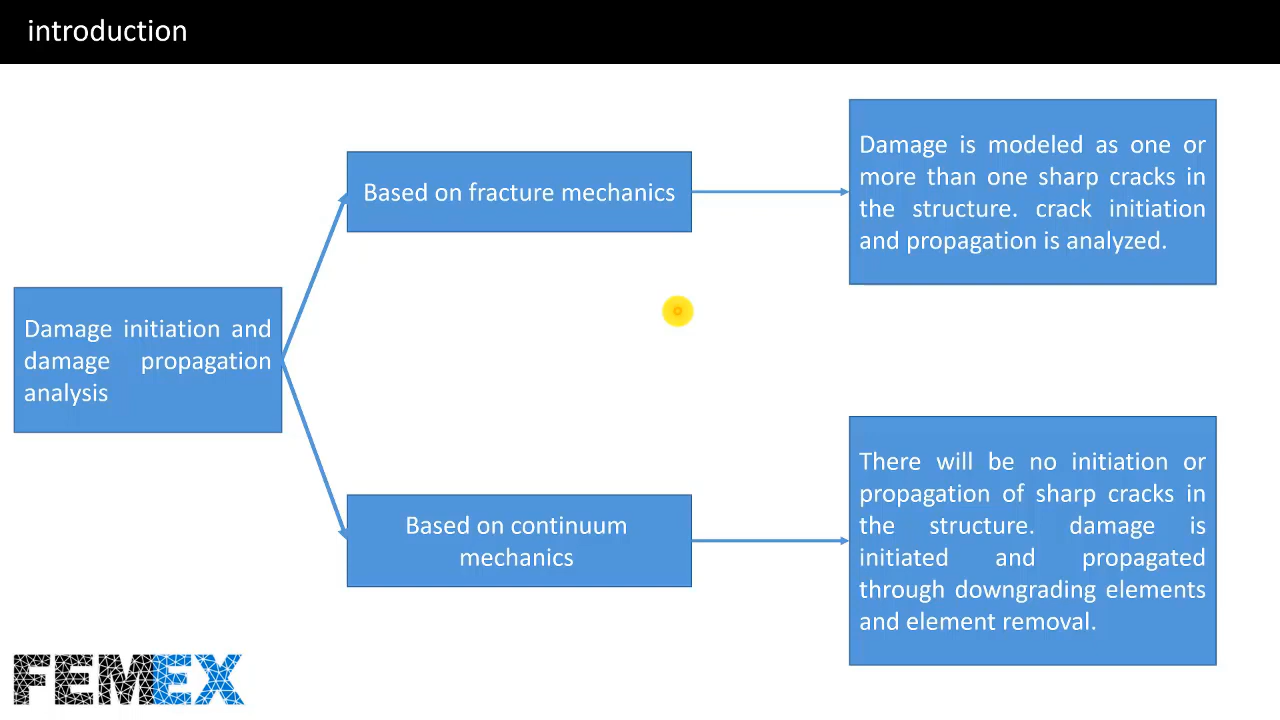 introduction
Damage initiation and
damage propagation
analysis
Based on fracture mechanics
Damage is modeled as one or
more than one sharp cracks in
the structure. crack initiation
and propagation is analyzed.
Based on continuum
mechanics
There will be no initiation or
propagation of sharp cracks in
the structure. damage is
initiated and propagated
through downgrading elements
and element removal.
FEMEX